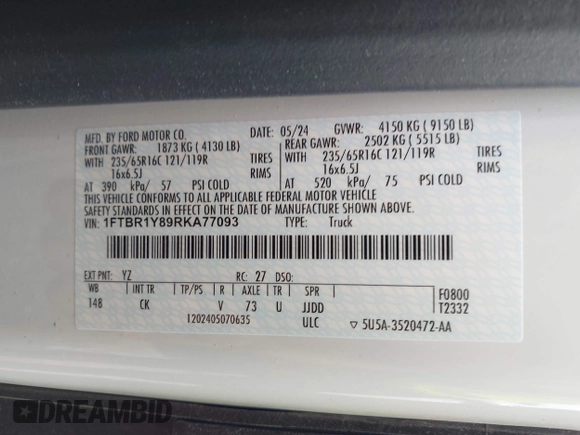 MFD. BY FORD MOTOR CO. DATE: 05/24 GVWR: 4150 KG ( 9150 LB)
FRONT GAWR: 1873 KG ( 4130 LB) REAR GAWR: 2502 KG ( 5515 LB)
WITH 235/65R16C 121/119R TIRES WITH 235/65R16C 121/119R TIRES
16x6.5J RIMS 16x6.5J RIMS
AT 390 kPa/ 57 PSI COLD AT 520 kPa/ 75 PSI COLD
THIS VEHICLE CONFORMS TO ALL APPLICABLE FEDERAL MOTOR VEHICLE
SAFETY STANDARDS IN EFFECT ON THE DATE OF MANUFACTURE SHOWN ABOVE.
VIN: 1FTBR1Y89RKA77093 TYPE: Truck
EXT PNT: YZ RC: 27 DSO:
WB INT TR TP/PS R AXLE TR SPR F0800
148 CK V 73 U JJDD T2332
1202405070635 ULC ▽ 5U5A-3520472-AA
DREAMBID